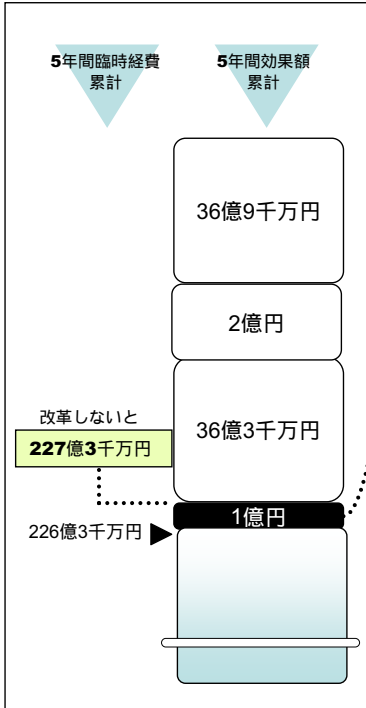 5年間臨時経費
累計
5年間効果額
累計
36億9千万円
2億円
36億3千万円
改革しないと
227億3千万円
1億円
226億3千万円